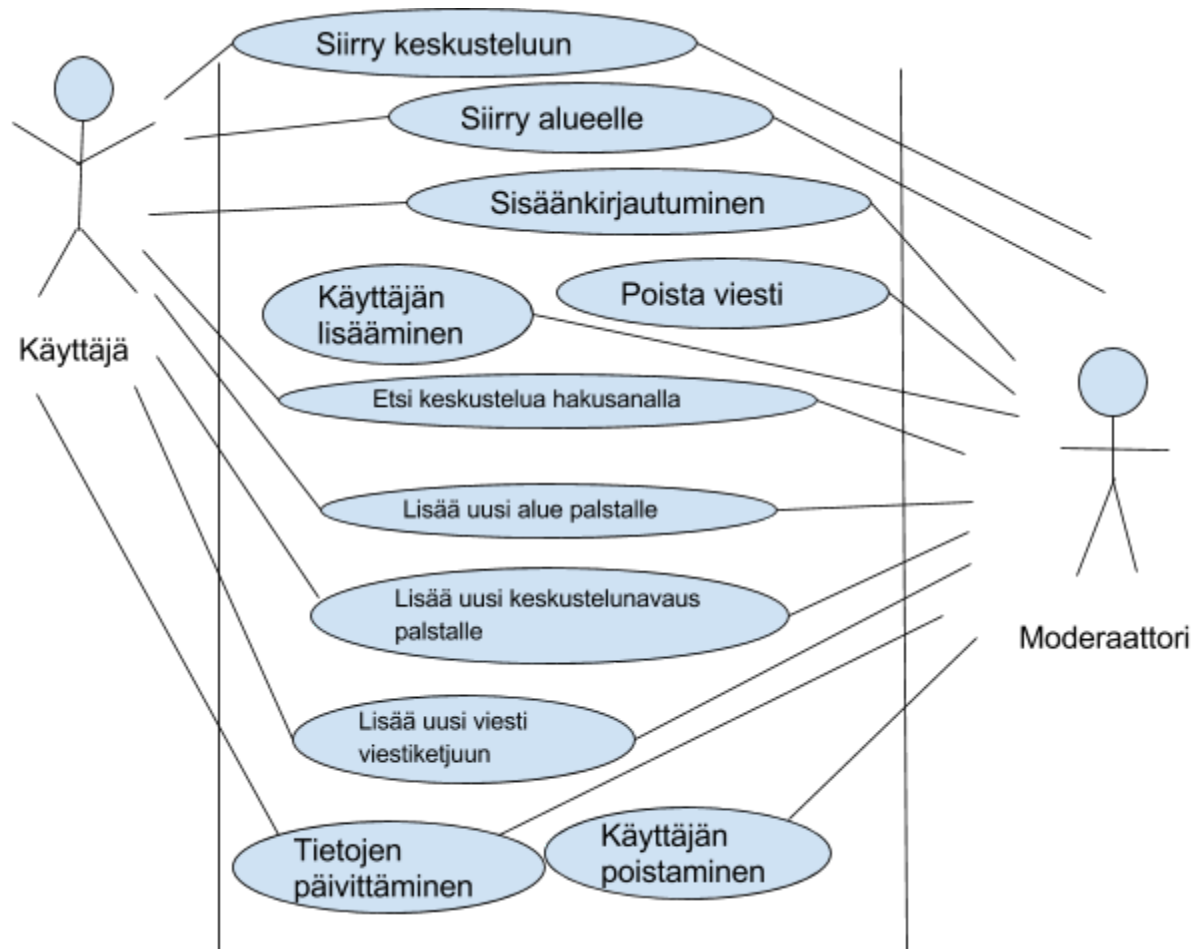 Siirry keskusteluun
Siirry alueelle
Sisäänkirjautuminen
Käyttäjän
lisääminen
Poista viesti
Käyttäjä
Etsi keskustelua hakusanalla
Lisää uusi alue palstalle
Lisää uusi keskustelunavaus
palstalle
Moderaattori
Lisää uusi viesti
viestiketjuun
Tietojen
päivittäminen
Käyttäjän
poistaminen